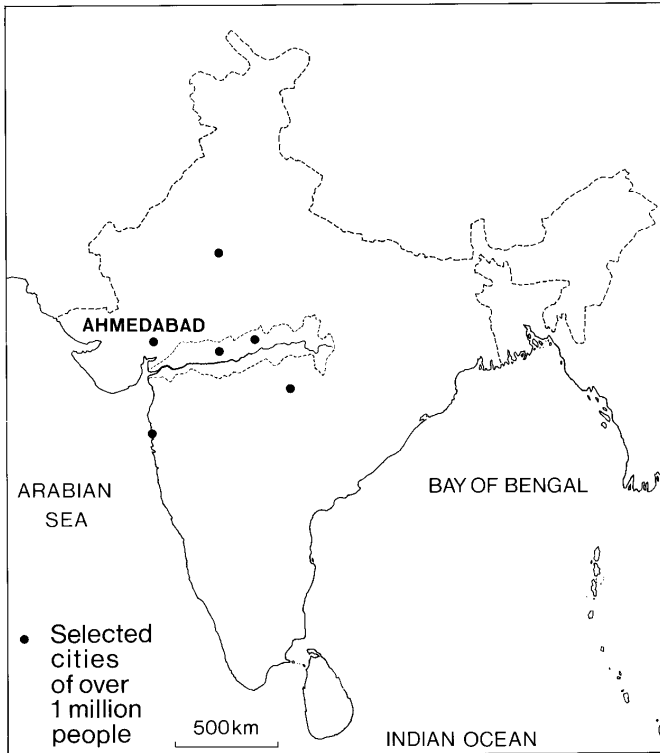 AHMEDABAD
ARABIAN
SEA
BAY OF BENGAL
Selected
cities
of over
1 million
people
500km
INDIAN OCEAN